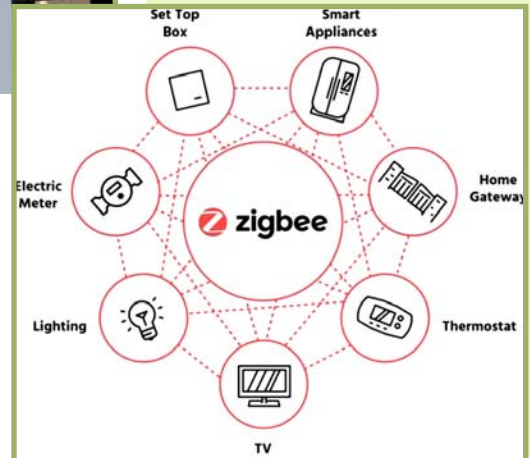 Set Top
Box
Smart
Appliances
Electric
Meter
zigbee
Home
Gateway
Lighting
Thermostat
TV